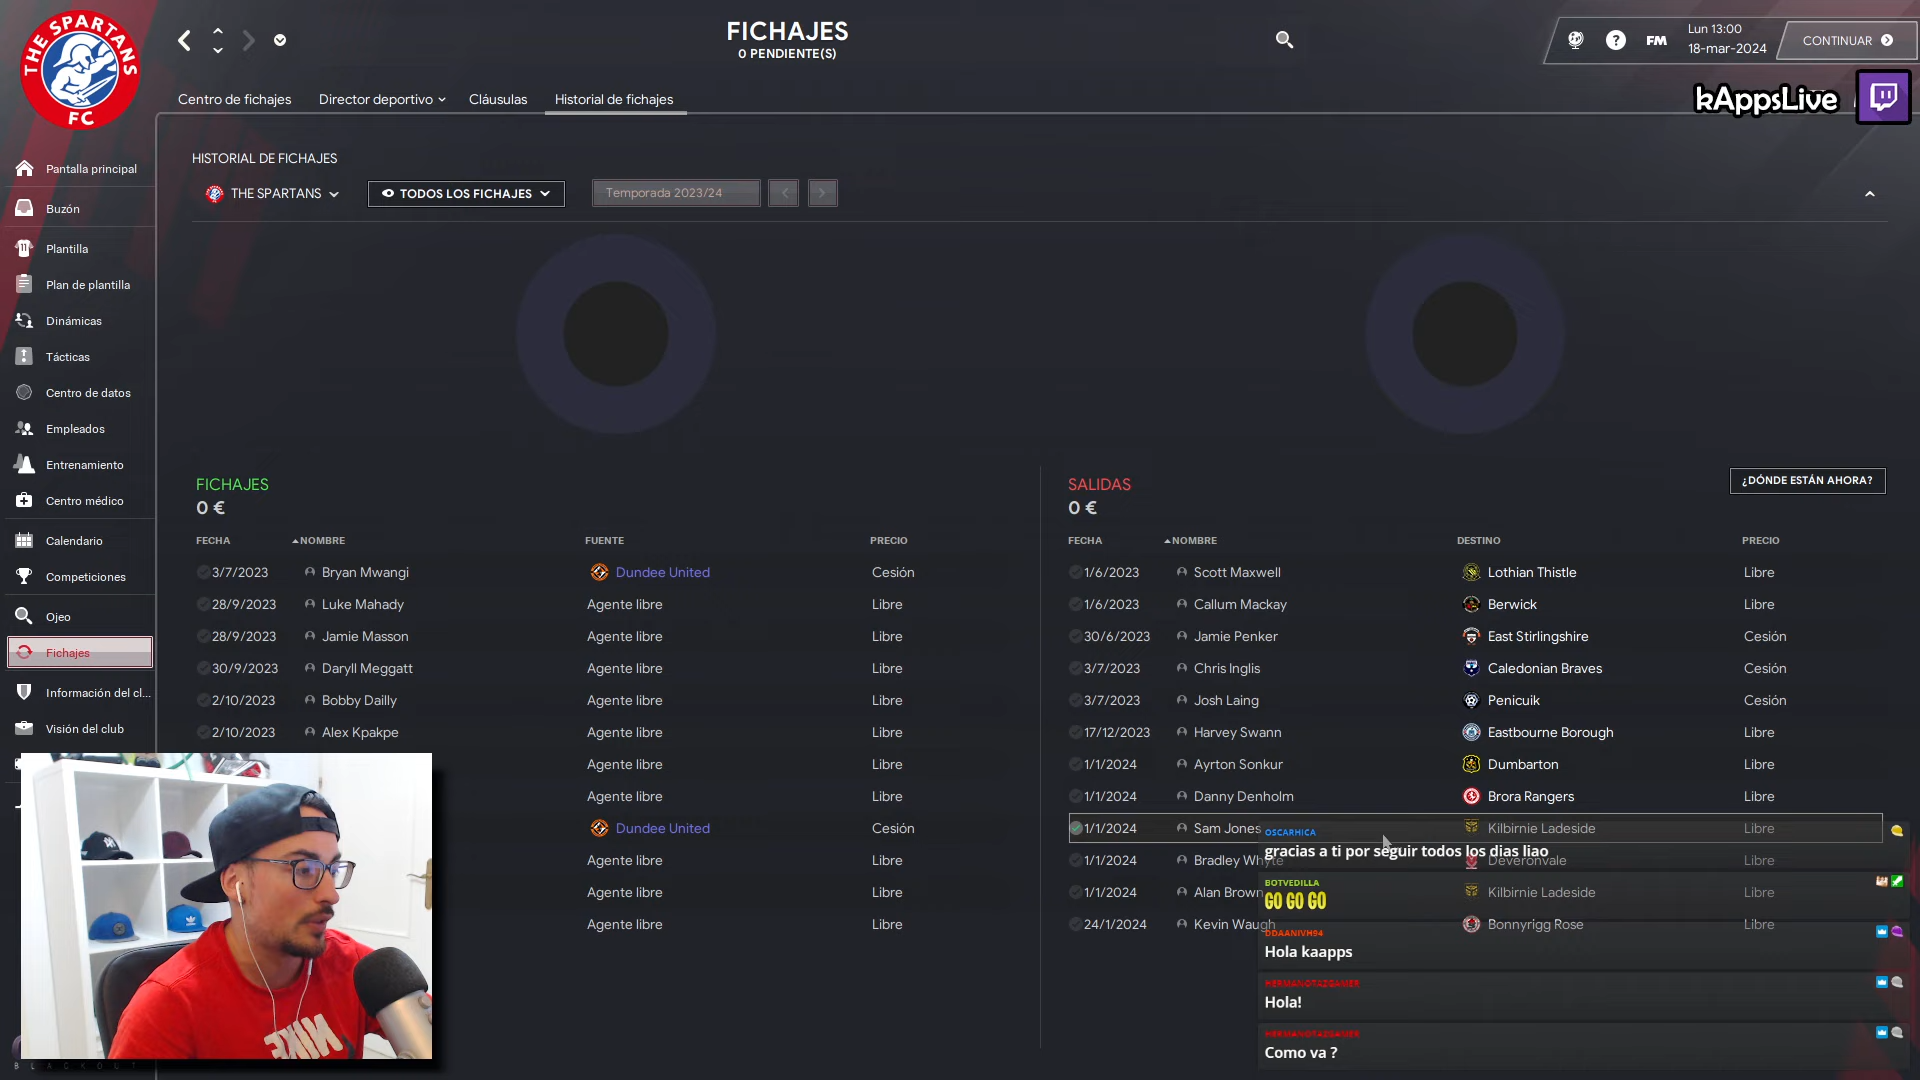 THE SPARTANS
FC
FICHAJES
0 PENDIENTE(S)
FM
Lun 13:00
18-mar-2024
CONTINUAR
kAppsLive
Centro de fichajes
Director deportivo
Cláusulas
Historial de fichajes
Pantalla principal
Buzón
Plantilla
Plan de plantilla
Dinámicas
Tácticas
Centro de datos
Empleados
Entrenamiento
Centro médico
Calendario
Competiciones
Ojeo
Fichajes
Información del cl...
Visión del club
HISTORIAL DE FICHAJES
THE SPARTANS
TODOS LOS FICHAJES
Temporada 2023/24
FICHAJES
0 €
FECHA NOMBRE FUENTE PRECIO
3/7/2023 Bryan Mwangi Dundee United Cesión
28/9/2023 Luke Mahady Agente libre Libre
28/9/2023 Jamie Masson Agente libre Libre
30/9/2023 Daryll Meggatt Agente libre Libre
2/10/2023 Bobby Dailly Agente libre Libre
2/10/2023 Alex Kpakpe Agente libre Libre
Agente libre Libre
Agente libre Libre
Dundee United Cesión
Agente libre Libre
Agente libre Libre
Agente libre Libre
SALIDAS
0 €
¿DÓNDE ESTÁN AHORA?
FECHA NOMBRE DESTINO PRECIO
1/6/2023 Scott Maxwell Lothian Thistle Libre
1/6/2023 Callum Mackay Berwick Libre
30/6/2023 Jamie Penker East Stirlingshire Cesión
3/7/2023 Chris Inglis Caledonian Braves Cesión
3/7/2023 Josh Laing Penicuik Cesión
17/12/2023 Harvey Swann Eastbourne Borough Libre
1/1/2024 Ayrton Sonkur Dumbarton Libre
1/1/2024 Danny Denholm Brora Rangers Libre
1/1/2024 Sam Jones Kilbirnie Ladeside Libre
1/1/2024 Bradley Whyte Deveronvale Libre
1/1/2024 Alan Brown Kilbirnie Ladeside Libre
24/1/2024 Kevin Waugh Bonnyrigg Rose Libre
OSCARHICA
gracias a ti por seguir todos los dias liao
BOTVEDILLA
GO GO GO
DDAANIVH94
Hola kaapps
Hola!
Como va ?
NIKE
BLACKOUT